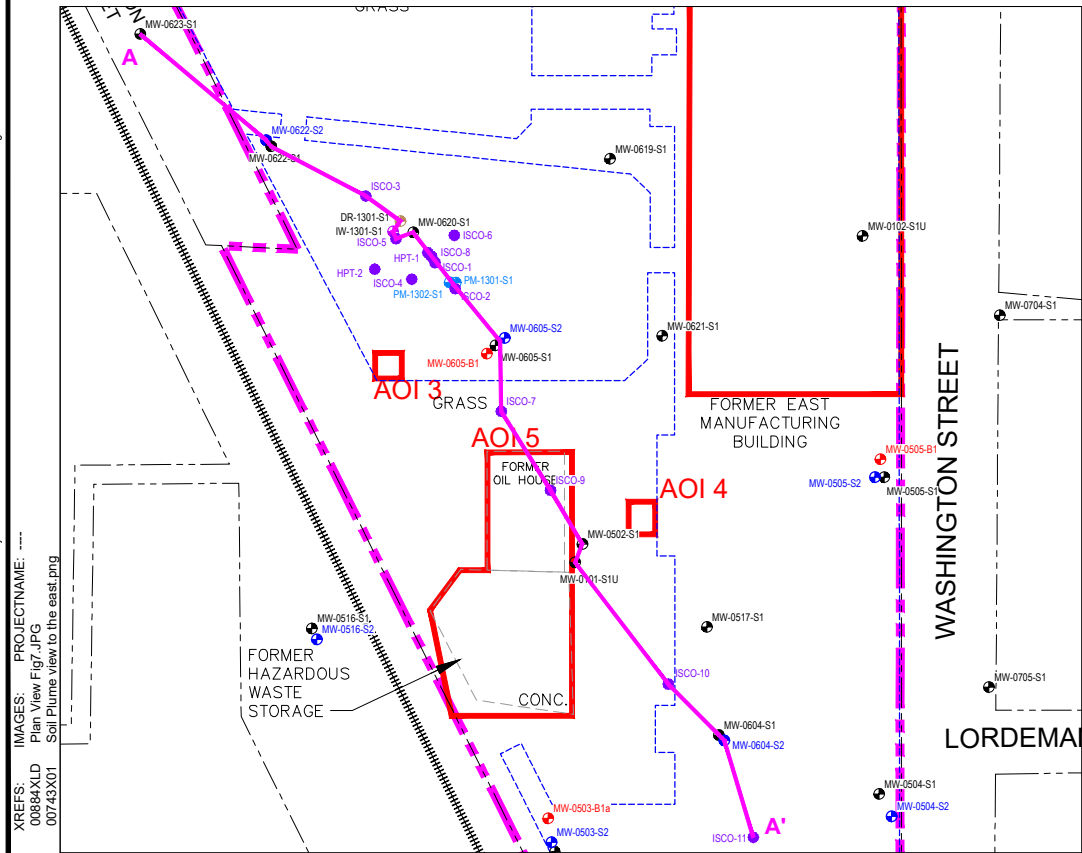 GRASS
ON
ET
MW-0623-S1
A
MW-0622-S2
MW-0622-S1
MW-0619-S1
ISCO-3
DR-1301-S1
IW-1301-S1
MW-0620-S1
ISCO-5
ISCO-6
MW-0102-S1U
HPT-1
ISCO-8
ISCO-1
HPT-2
ISCO-4
PM-1301-S1
PM-1302-S1
ISCO-2
MW-0704-S1
MW-0605-S2
MW-0621-S1
MW-0605-S1
MW-0605-B1
AOI 3
GRASS
ISCO-7
FORMER EAST
MANUFACTURING
BUILDING
WASHINGTON STREET
AOI 5
FORMER
OIL HOUSE
ISCO-9
AOI 4
MW-0505-B1
MW-0505-S2
MW-0505-S1
MW-0502-S1
MW-0101-S1U
MW-0516-S1
MW-0516-S2
MW-0517-S1
FORMER
HAZARDOUS
WASTE
STORAGE
CONC.
ISCO-10
MW-0705-S1
MW-0604-S1
MW-0604-S2
LORDEMA
MW-0504-S1
MW-0504-S2
MW-0503-B1a
MW-0503-S2
ISCO-11
A'
XREFS: IMAGES: PROJECTNAME: ----
00884XLD Plan View Fig7.JPG
00743X01 Soil Plume view to the east.png